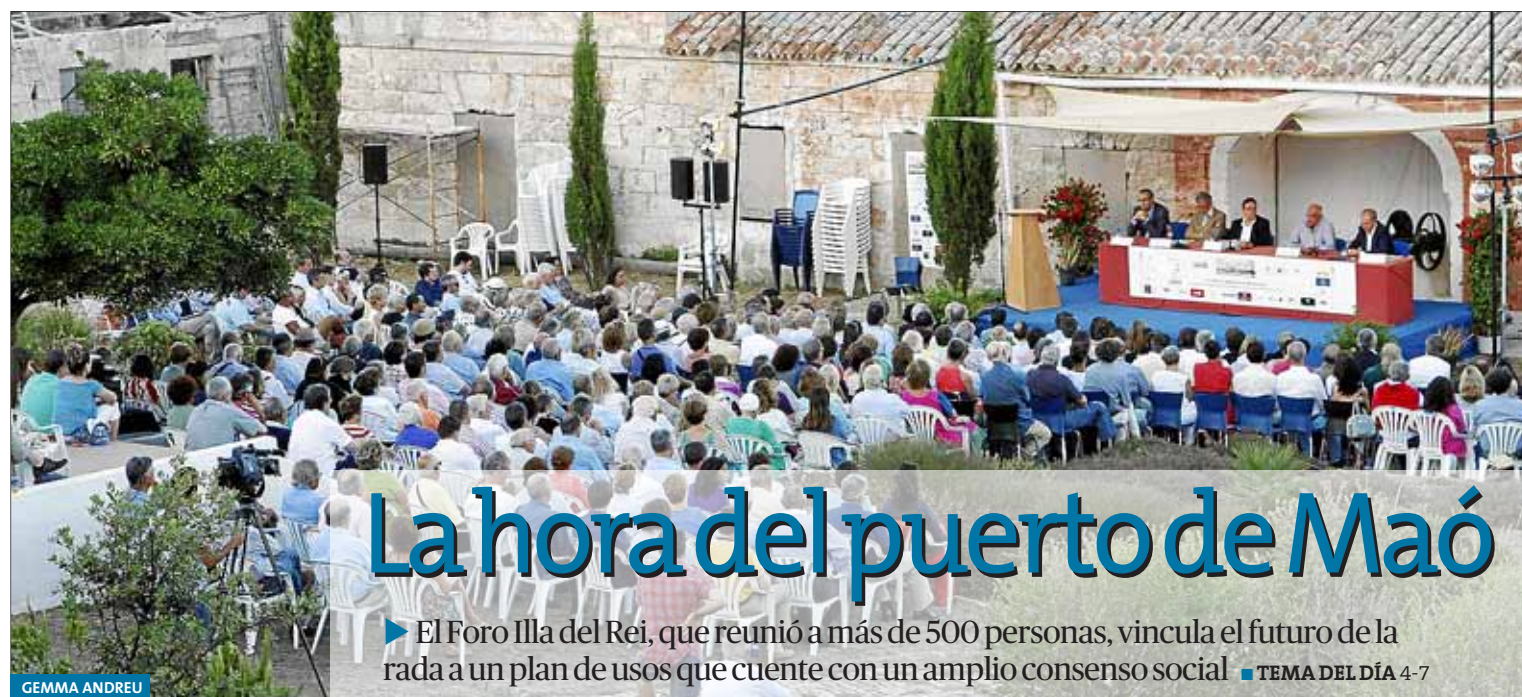 La hora del puerto de Maó
▶ El Foro Illa del Rei, que reunió a más de 500 personas, vincula el futuro de la
rada a un plan de usos que cuente con un amplio consenso social ■ TEMA DEL DÍA 4-7
GEMMA ANDREU